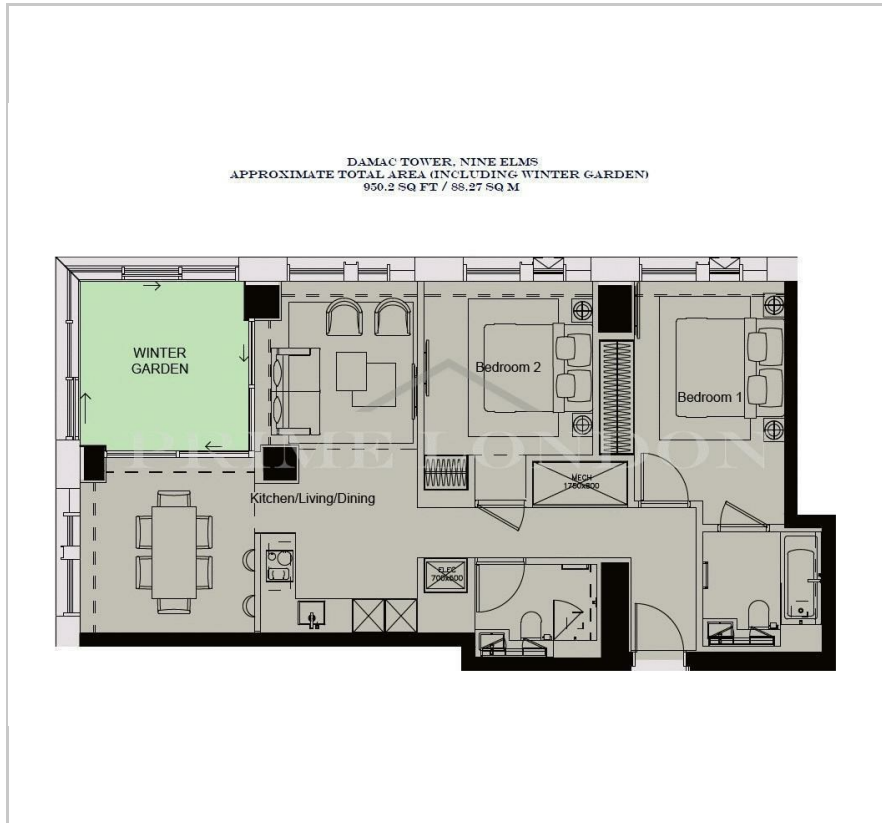 DAMAC TOWER, NINE ELMS
APPROXIMATE TOTAL AREA (INCLUDING WINTER GARDEN)
950.2 SQ FT / 88.27 SQ M
WINTER
GARDEN
Bedroom 2
Bedroom 1
PRIME LONDON
MECH
1750x800
Kitchen/Living/Dining
ELEC
700x600